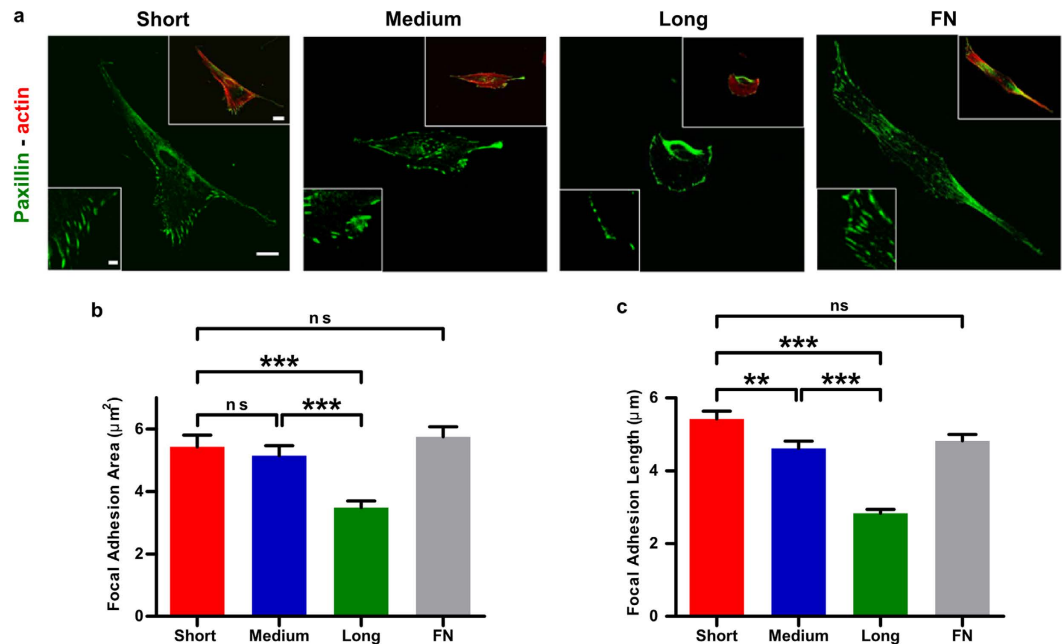 a
Short
Medium
Long
FN
Paxillin - actin
b
ns
***
ns
***
Focal Adhesion Area (μm²)
6
4
2
0
Short
Medium
Long
FN
c
ns
***
**
***
Focal Adhesion Length (μm)
6
4
2
0
Short
Medium
Long
FN